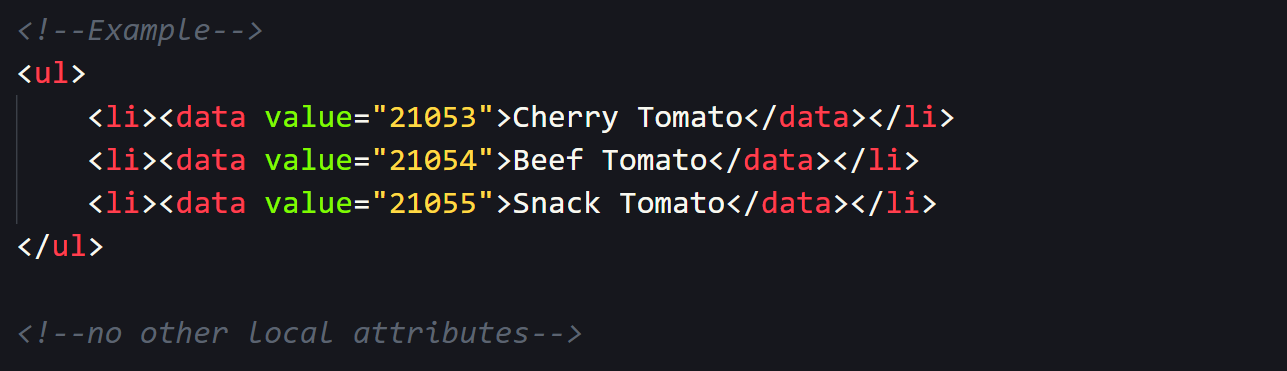 <!--Example-->
<ul>
    <li><data value="21053">Cherry Tomato</data></li>
    <li><data value="21054">Beef Tomato</data></li>
    <li><data value="21055">Snack Tomato</data></li>
</ul>
<!--no other local attributes-->